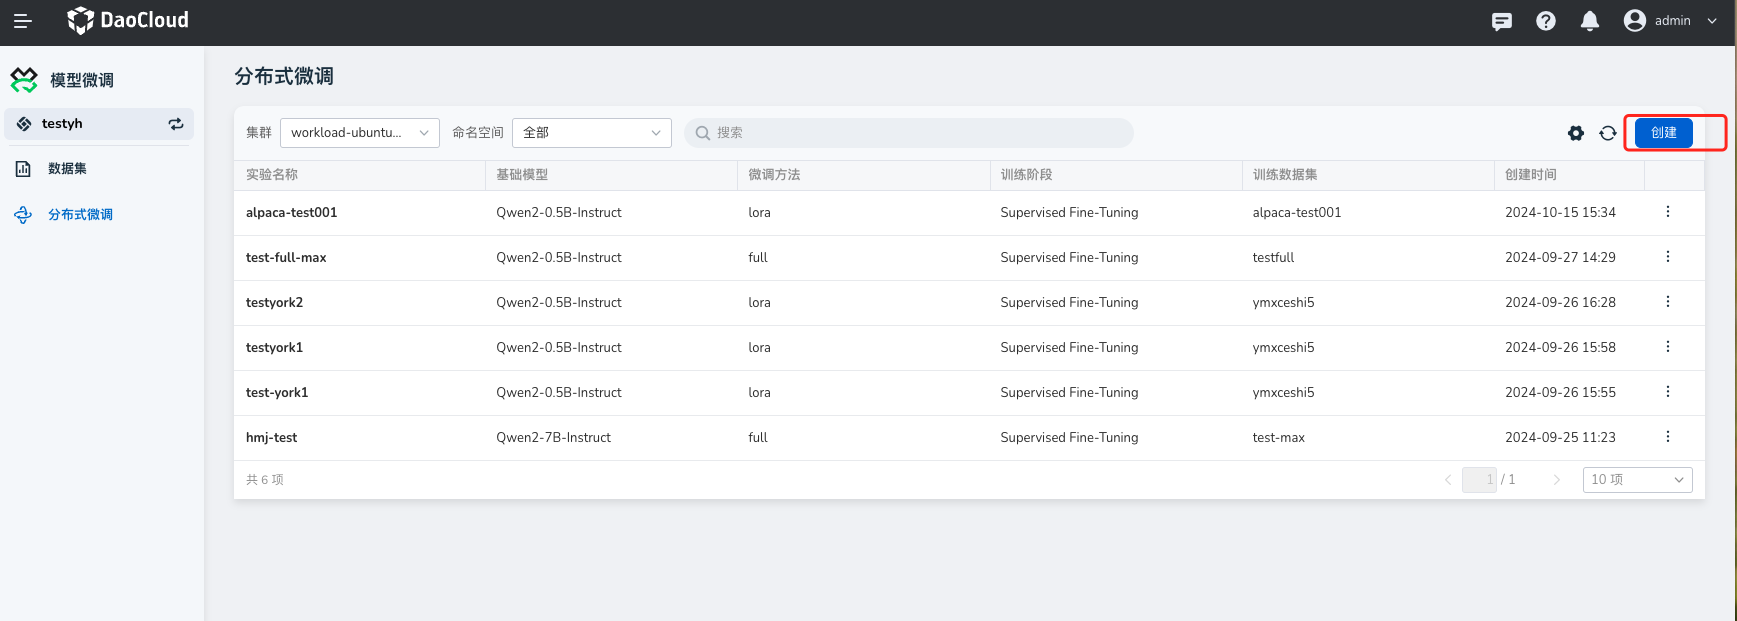 DaoCloud
admin
模型微调
testyh
数据集
分布式微调
分布式微调
集群 workload-ubuntu... 命名空间 全部 搜索 创建
实验名称 基础模型 微调方法 训练阶段 训练数据集 创建时间
alpaca-test001 Qwen2-0.5B-Instruct lora Supervised Fine-Tuning alpaca-test001 2024-10-15 15:34
test-full-max Qwen2-0.5B-Instruct full Supervised Fine-Tuning testfull 2024-09-27 14:29
testyork2 Qwen2-0.5B-Instruct lora Supervised Fine-Tuning ymxceshi5 2024-09-26 16:28
testyork1 Qwen2-0.5B-Instruct lora Supervised Fine-Tuning ymxceshi5 2024-09-26 15:58
test-york1 Qwen2-0.5B-Instruct lora Supervised Fine-Tuning ymxceshi5 2024-09-26 15:55
hmj-test Qwen2-7B-Instruct full Supervised Fine-Tuning test-max 2024-09-25 11:23
共 6 项 1 / 1 10 项